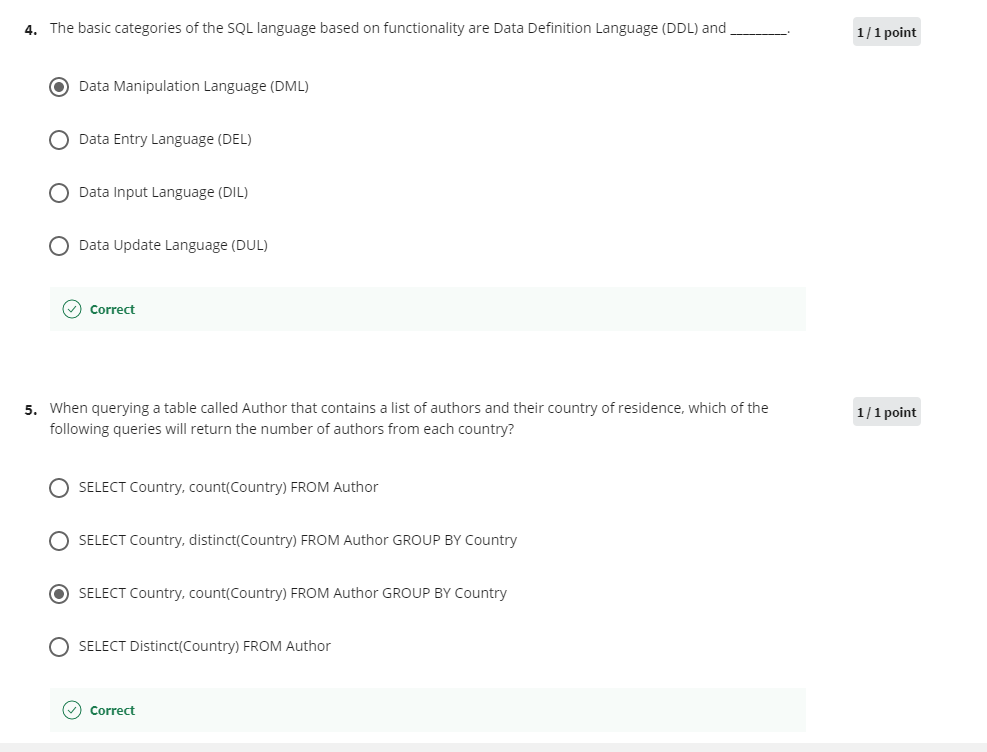 4. The basic categories of the SQL language based on functionality are Data Definition Language (DDL) and _________.
1 / 1 point
Data Manipulation Language (DML)
Data Entry Language (DEL)
Data Input Language (DIL)
Data Update Language (DUL)
Correct
5. When querying a table called Author that contains a list of authors and their country of residence, which of the
1 / 1 point
following queries will return the number of authors from each country?
SELECT Country, count(Country) FROM Author
SELECT Country, distinct(Country) FROM Author GROUP BY Country
SELECT Country, count(Country) FROM Author GROUP BY Country
SELECT Distinct(Country) FROM Author
Correct